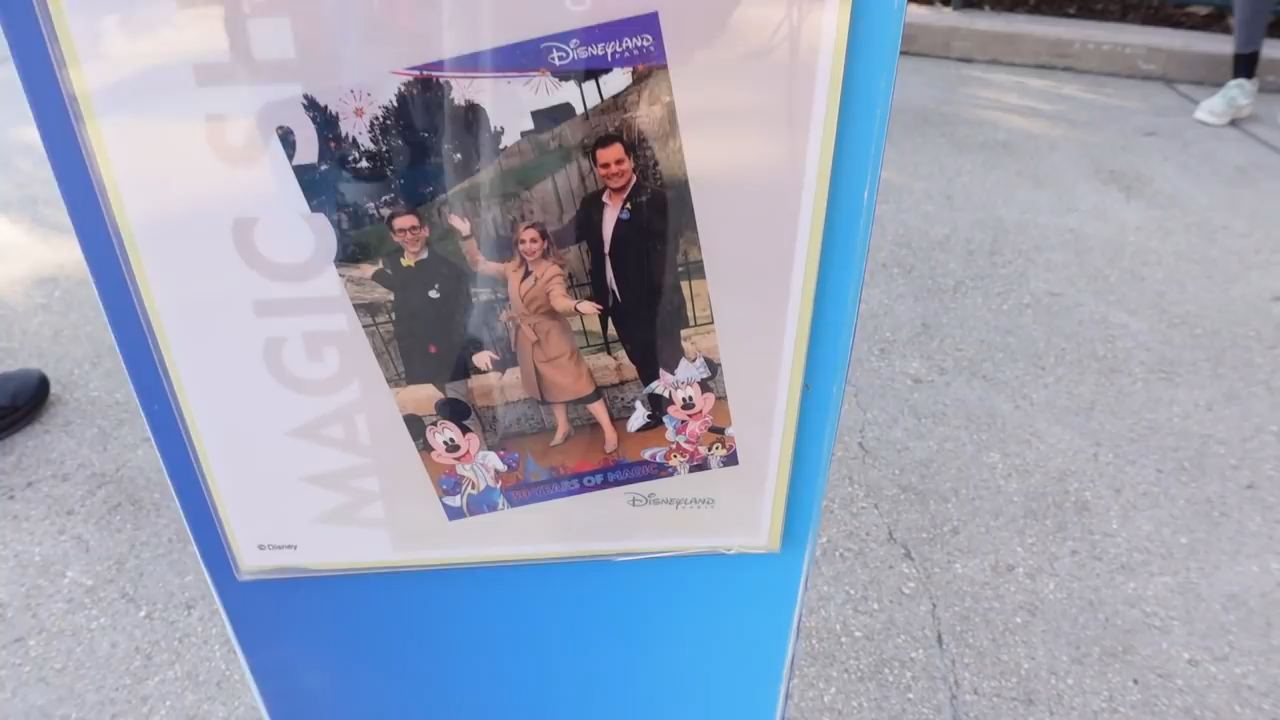 DISNEYLAND
PARIS
MAGIC
YEARS OF MAGIC
DISNEYLAND
PARIS
© Disney